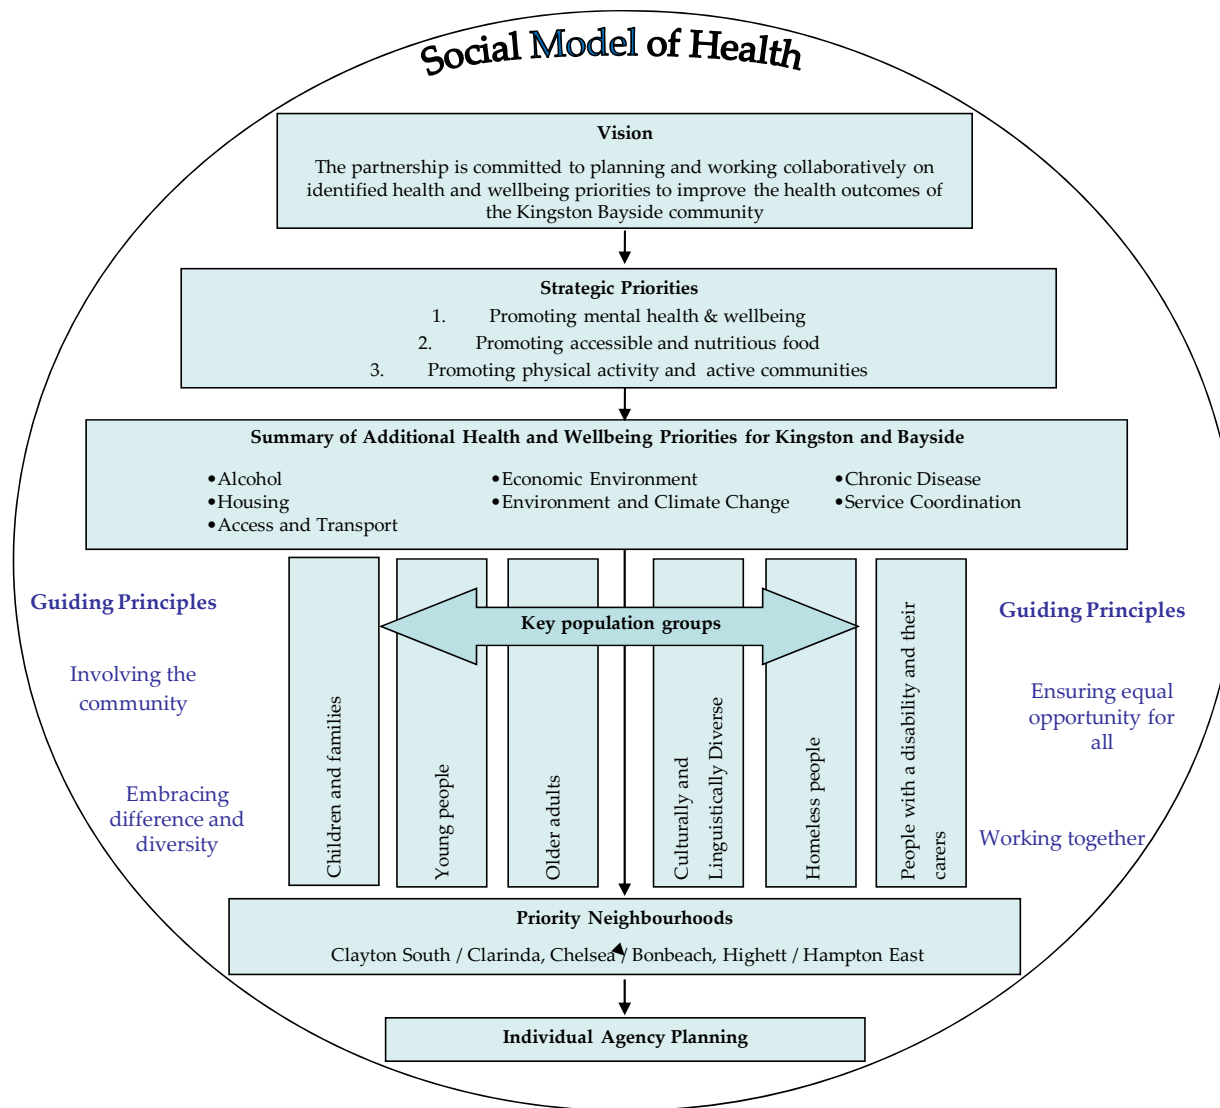 Social Model of Health
Vision
The partnership is committed to planning and working collaboratively on
identified health and wellbeing priorities to improve the health outcomes of
the Kingston Bayside community
Strategic Priorities
1. Promoting mental health & wellbeing
2. Promoting accessible and nutritious food
3. Promoting physical activity and active communities
Summary of Additional Health and Wellbeing Priorities for Kingston and Bayside
•Alcohol
•Housing
•Access and Transport
•Economic Environment
•Environment and Climate Change
•Chronic Disease
•Service Coordination
Guiding Principles
Involving the
community
Embracing
difference and
diversity
Key population groups
Children and families
Young people
Older adults
Culturally and
Linguistically Diverse
Homeless people
People with a disability and their
carers
Guiding Principles
Ensuring equal
opportunity for
all
Working together
Priority Neighbourhoods
Clayton South / Clarinda, Chelsea / Bonbeach, Highett / Hampton East
Individual Agency Planning